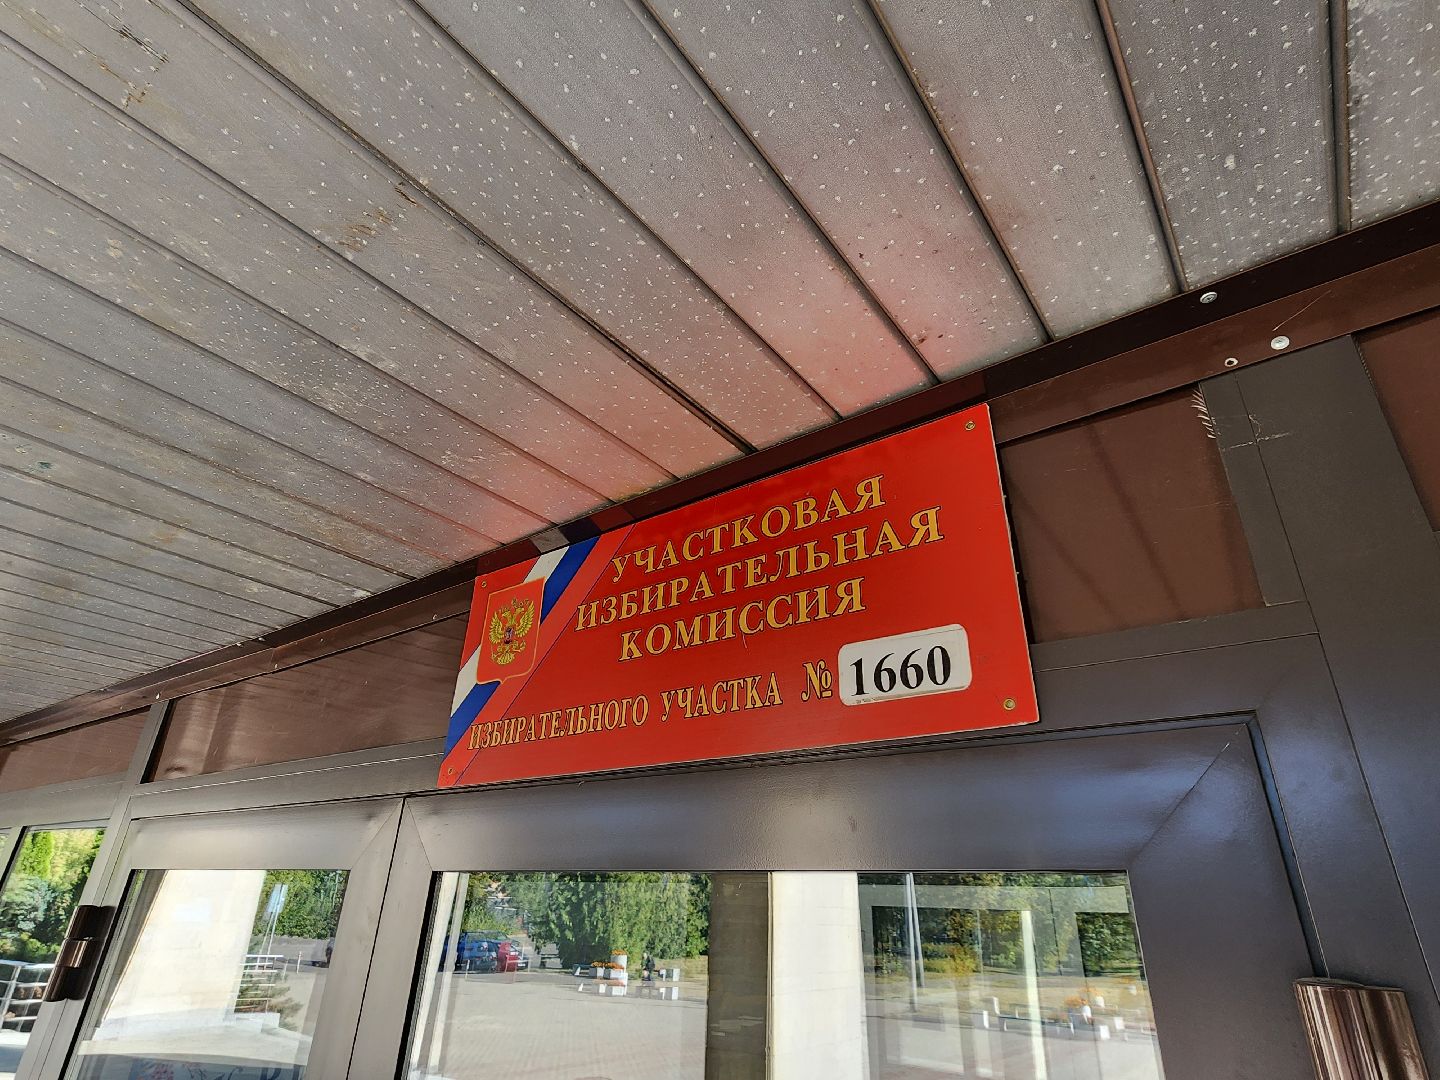 УЧАСТКОВАЯ
ИЗБИРАТЕЛЬНАЯ
КОМИССИЯ
ИЗБИРАТЕЛЬНОГО УЧАСТКА № 1660